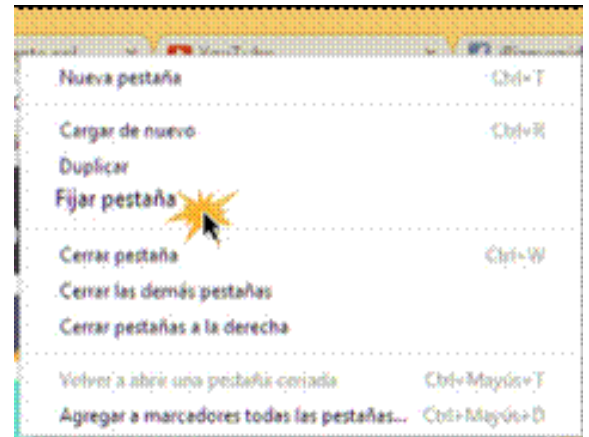 YouTube
Nueva pestaña Ctrl+T
Cargar de nuevo Ctrl+R
Duplicar
Fijar pestaña
Cerrar pestaña Ctrl+W
Cerrar las demás pestañas
Cerrar pestañas a la derecha
Volver a abrir una pestaña cerrada Ctrl+Mayús+T
Agregar a marcadores todas las pestañas... Ctrl+Mayús+D